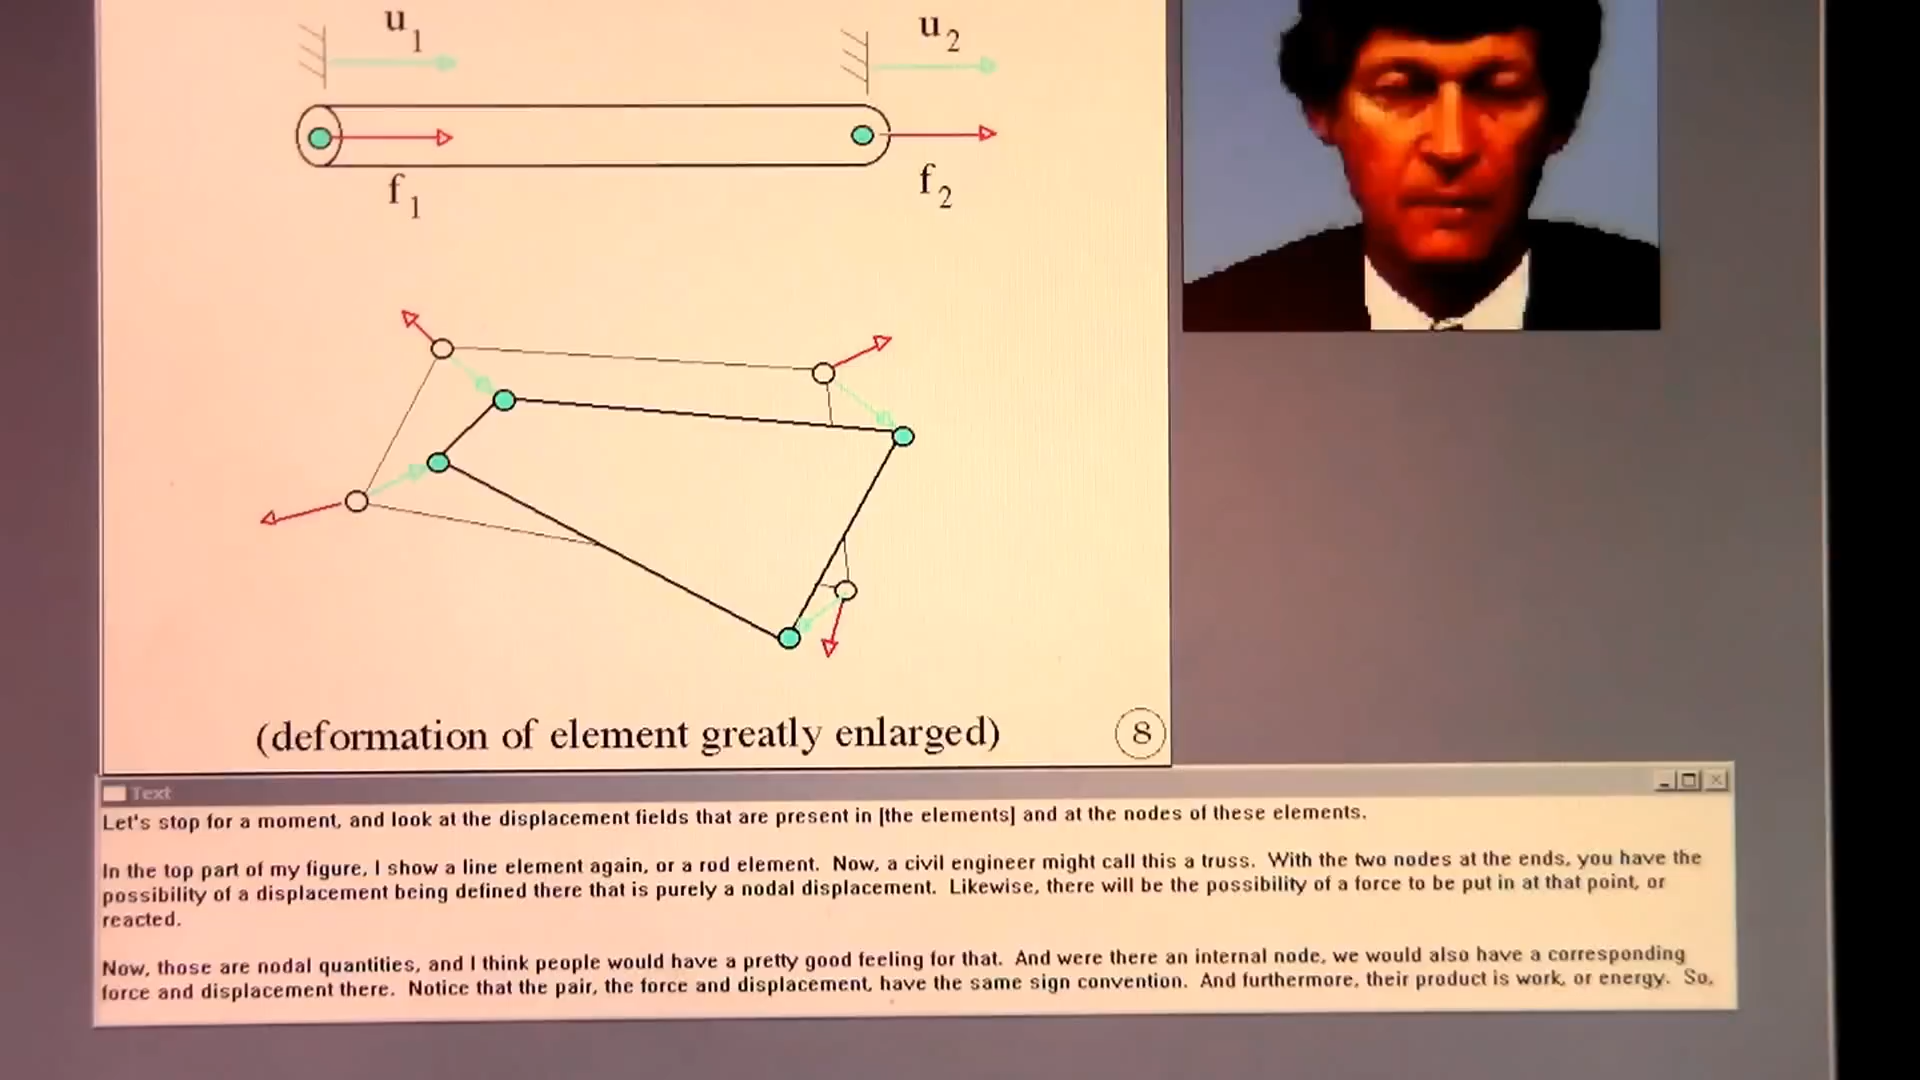 u1 u2
f1 f2
(deformation of element greatly enlarged) 8
Text
Let's stop for a moment, and look at the displacement fields that are present in [the elements] and at the nodes of these elements.
In the top part of my figure, I show a line element again, or a rod element. Now, a civil engineer might call this a truss. With the two nodes at the ends, you have the
possibility of a displacement being defined there that is purely a nodal displacement. Likewise, there will be the possibility of a force to be put in at that point, or
reacted.
Now, those are nodal quantities, and I think people would have a pretty good feeling for that. And were there an internal node, we would also have a corresponding
force and displacement there. Notice that the pair, the force and displacement, have the same sign convention. And furthermore, their product is work, or energy. So,